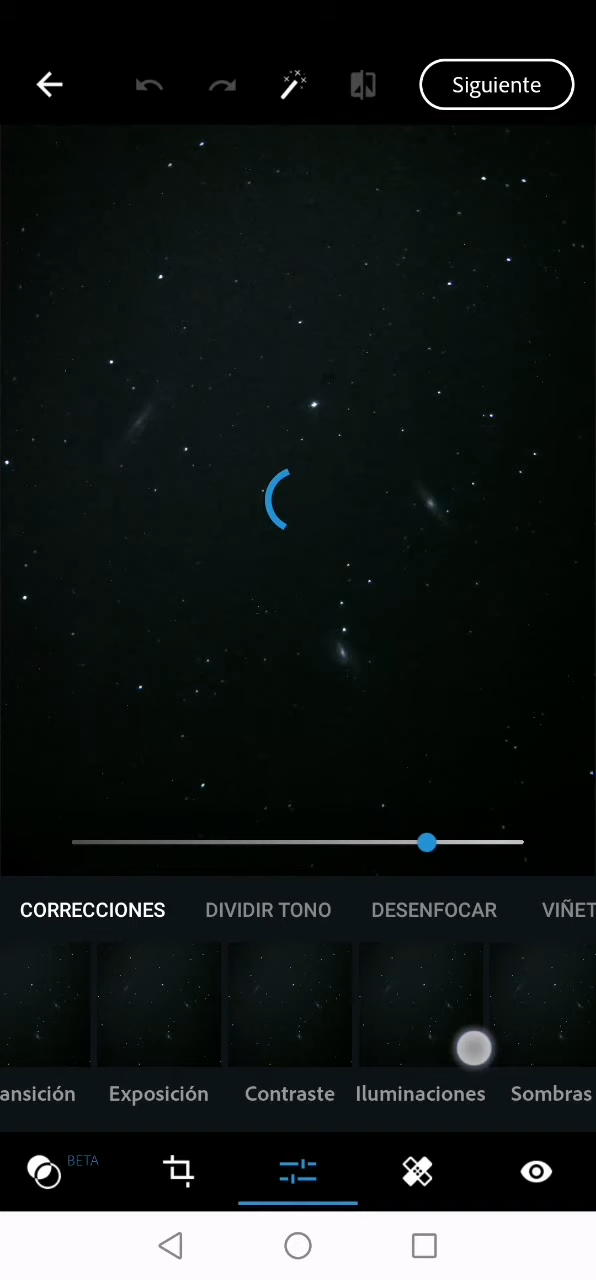 Siguiente
CORRECCIONES DIVIDIR TONO DESENFOCAR VIÑET
ansición Exposición Contraste Iluminaciones Sombras
BETA